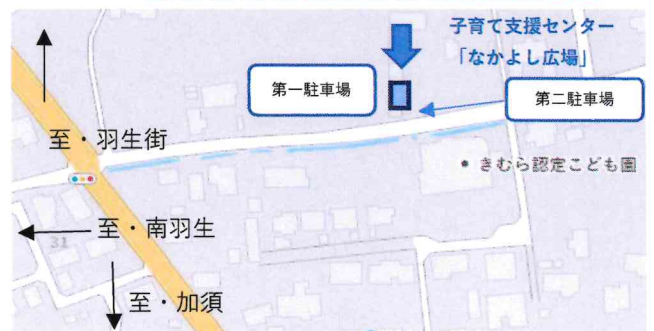 子育て支援センター
「なかよし広場」
第一駐車場
第二駐車場
至・羽生街
きむら認定こども園
至・南羽生
31
至・加須